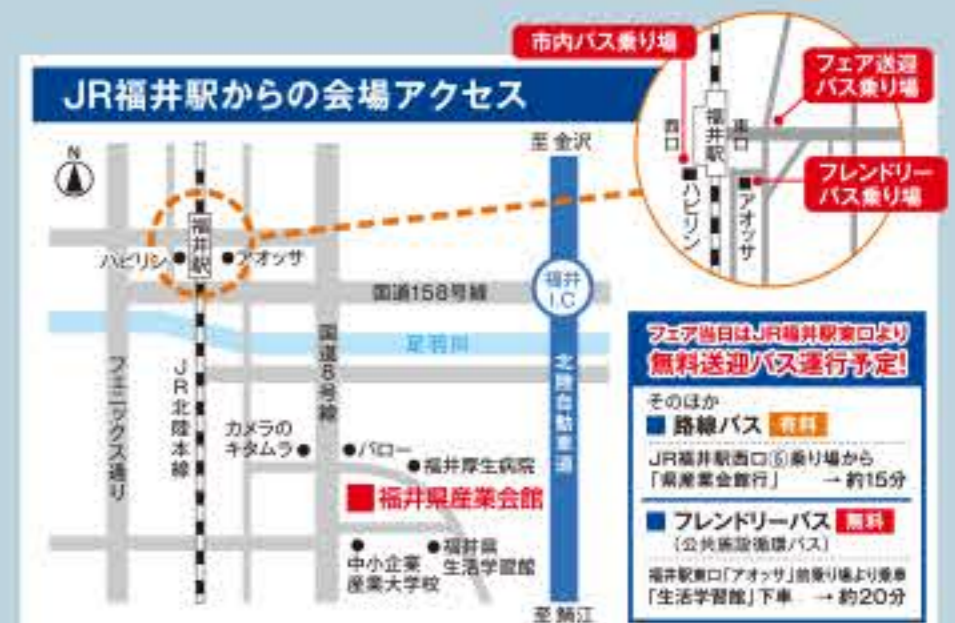 JR福井駅からの会場アクセス
市内バス乗り場
フェア送迎
バス乗り場
西口
福井駅
東口
フレンドリー
バス乗り場
ハピリン
アオッサ
N
至 金沢
福井駅
ハピリン
アオッサ
国道158号線
福井
I.C
足羽川
フェニックス通り
JR北陸本線
国道8号線
北陸自動車道
カメラの
キタムラ
バロー
福井厚生病院
福井県産業会館
中小企業
産業大学校
福井県
生活学習館
至 鯖江
フェア当日はJR福井駅東口より
無料送迎バス運行予定!
そのほか
路線バス 有料
JR福井駅西口⑥乗り場から
「県産業会館行」 → 約15分
フレンドリーバス 無料
(公共施設循環バス)
福井駅東口「アオッサ」前乗り場より乗車
「生活学習館」下車 → 約20分